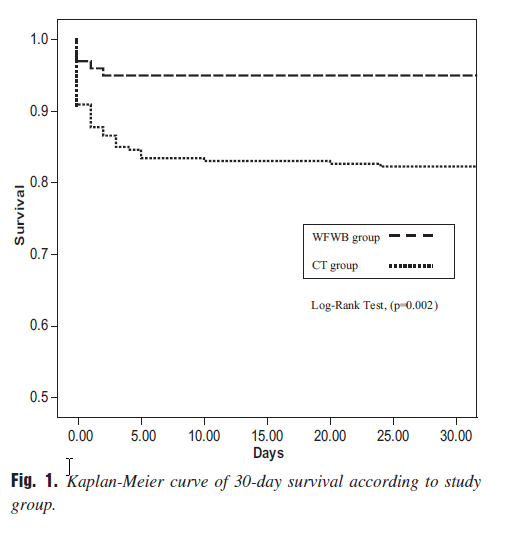 1.0
0.9
0.8
0.7
0.6
0.5
Survival
WFWB group
CT group
Log-Rank Test, (p=0.002)
0.00 5.00 10.00 15.00 20.00 25.00 30.00
Days
Fig. 1. Kaplan-Meier curve of 30-day survival according to study
group.